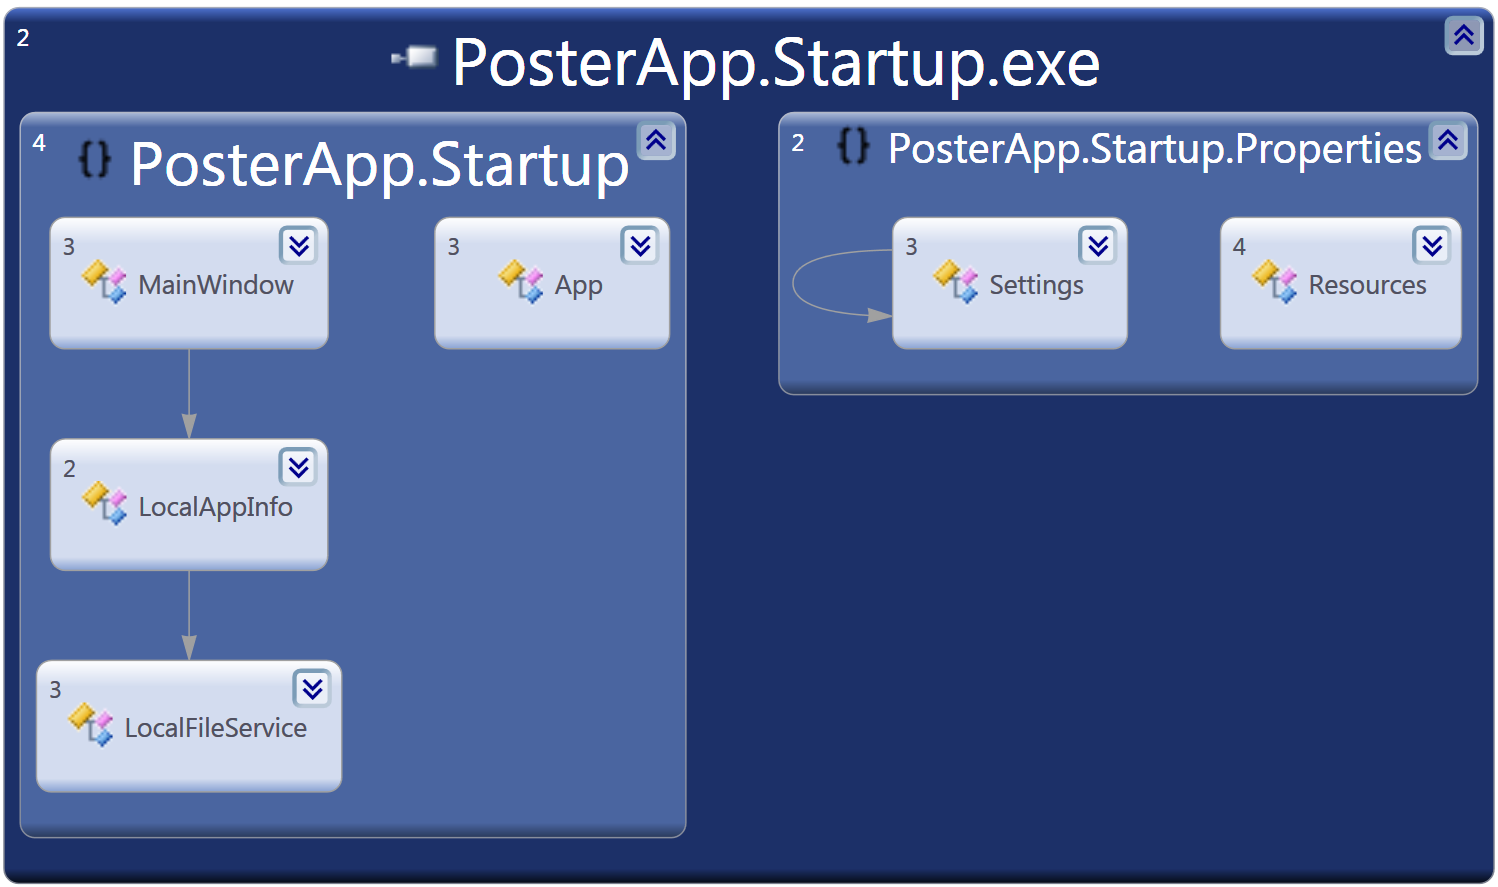 2
PosterApp.Startup.exe
4
{} PosterApp.Startup
2
{} PosterApp.Startup.Properties
3
MainWindow
3
App
3
Settings
4
Resources
2
LocalAppInfo
3
LocalFileService